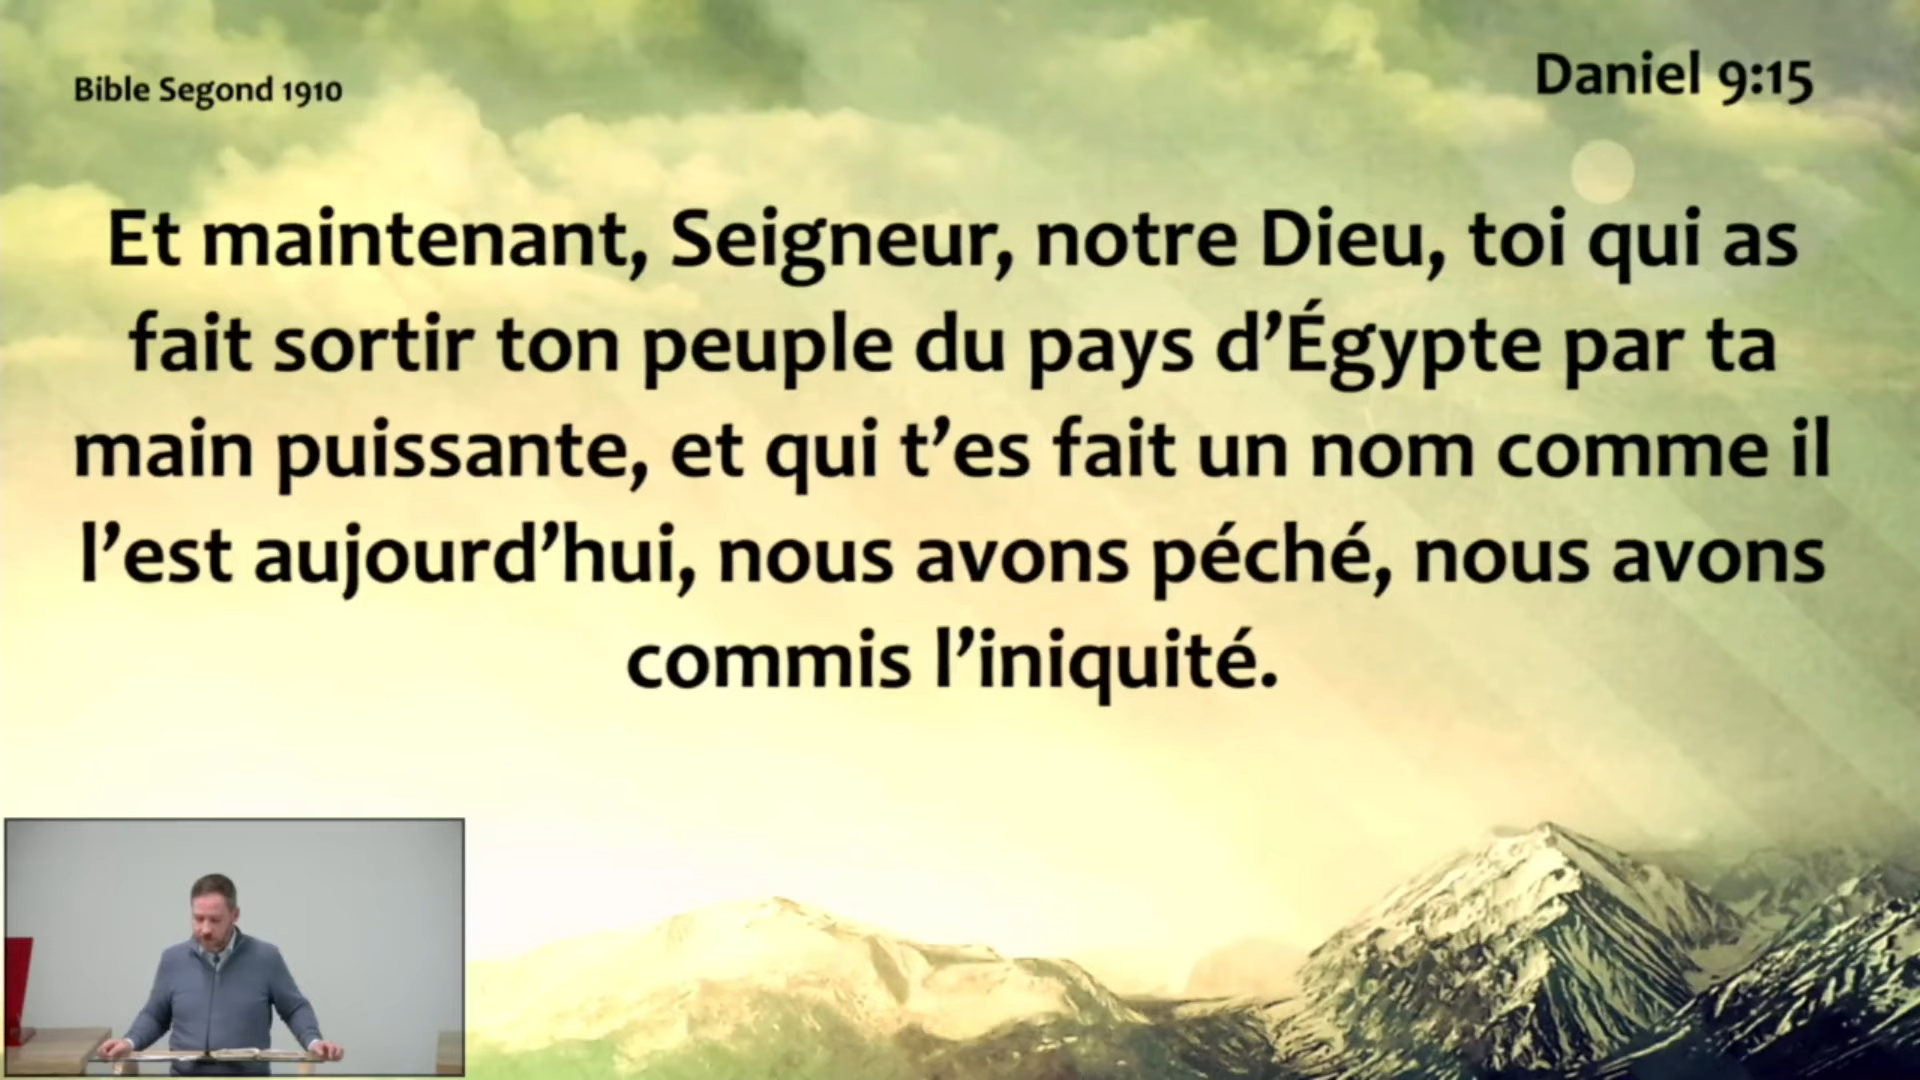 Bible Segond 1910
Daniel 9:15
Et maintenant, Seigneur, notre Dieu, toi qui as
fait sortir ton peuple du pays d’Égypte par ta
main puissante, et qui t’es fait un nom comme il
l’est aujourd’hui, nous avons péché, nous avons
commis l’iniquité.